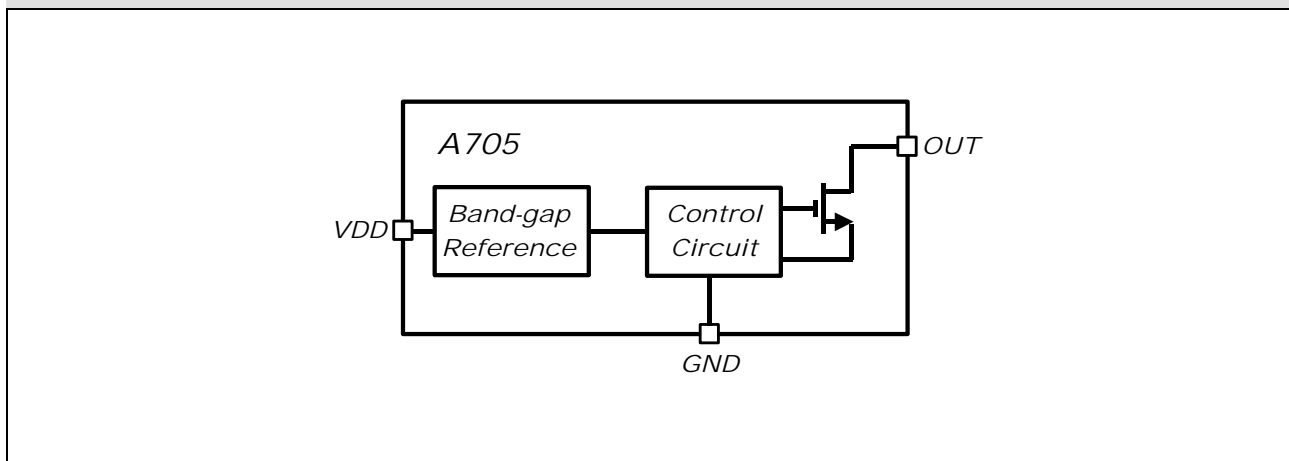 A705
OUT
VDD
Band-gap
Reference
Control
Circuit
GND